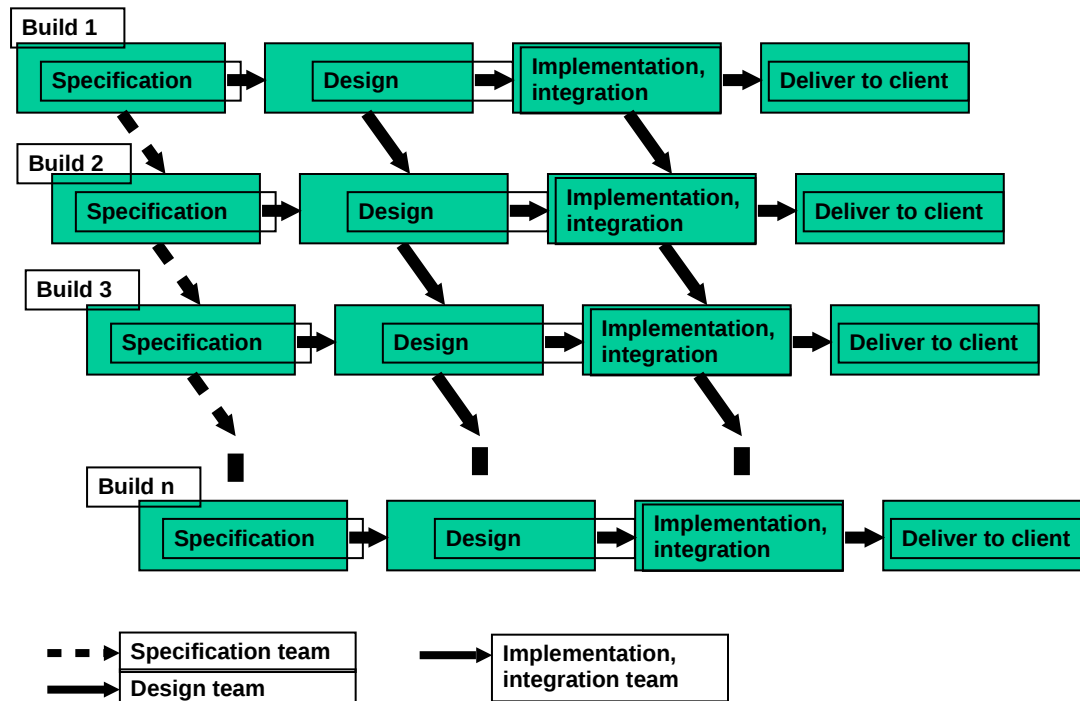 Build 1
Specification
Design
Implementation,
integration
Deliver to client
Build 2
Specification
Design
Implementation,
integration
Deliver to client
Build 3
Specification
Design
Implementation,
integration
Deliver to client
Build n
Specification
Design
Implementation,
integration
Deliver to client
Specification team
Design team
Implementation,
integration team